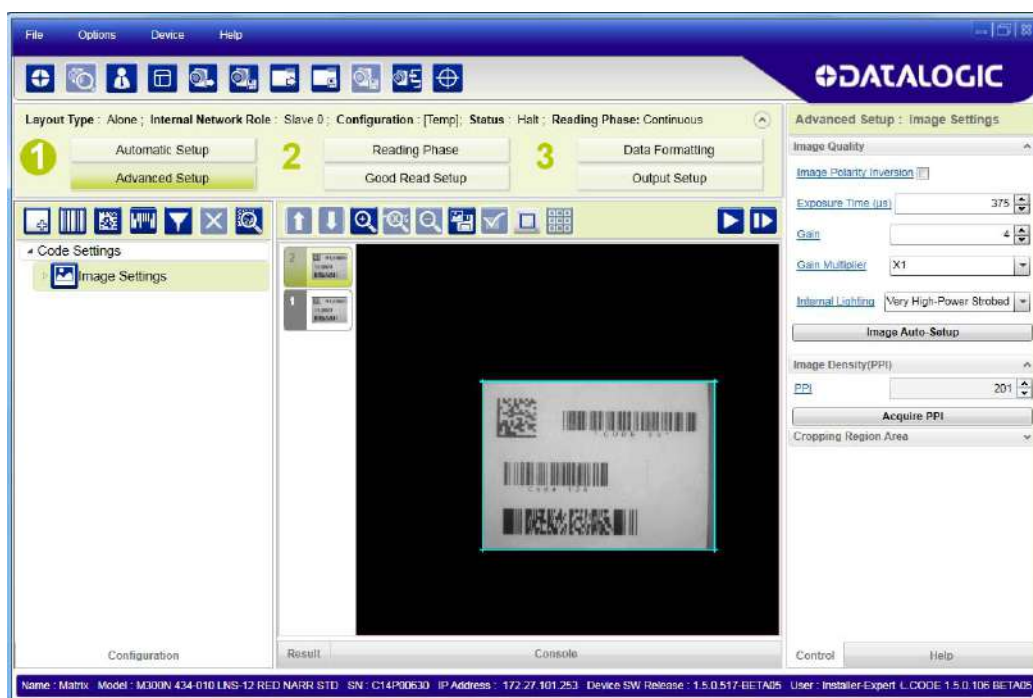 File Options Device Help
DATALOGIC
Layout Type : Alone ; Internal Network Role : Slave 0 ; Configuration : [Temp]; Status : Halt ; Reading Phase: Continuous
1 Automatic Setup 2 Reading Phase 3 Data Formatting
Advanced Setup Good Read Setup Output Setup
Advanced Setup : Image Settings
Image Quality
Image Polarity Inversion
Exposure Time (µs) 375
Gain 4
Gain Multiplier X1
Internal Lighting Very High-Power Strobed
Image Auto-Setup
Image Density(PPI)
PPI 201
Acquire PPI
Cropping Region Area
Code Settings
Image Settings
2
1
Configuration
Result Console
Control Help
Name : Matrix Model : M300N 434-010 LNS-12 RED NARR STD SN : C14P00630 IP Address : 172.27.101.253 Device SW Release : 1.5.0.517-BETA05 User : Installer-Expert L.CODE 1.5.0.106 BETA05